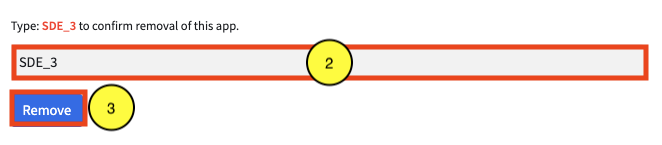 Type: SDE_3 to confirm removal of this app.
SDE_3
2
Remove
3